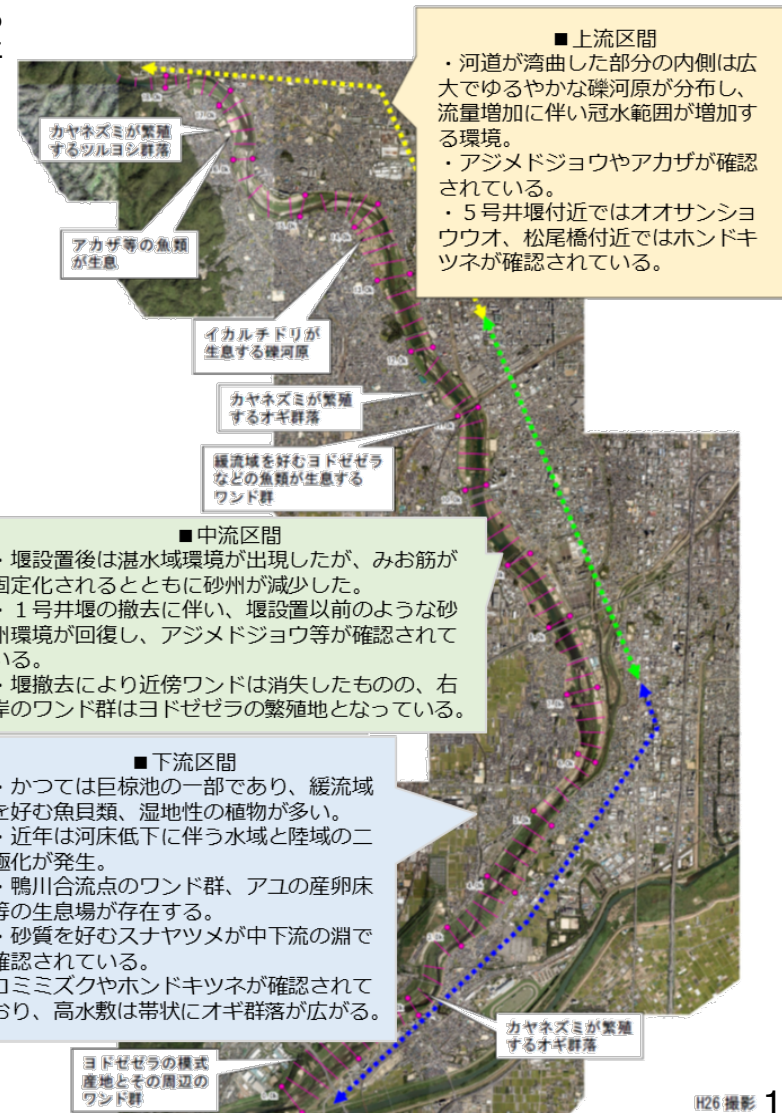 ■上流区間
・河道が湾曲した部分の内側は広
大でゆるやかな礫河原が分布し、
流量増加に伴い冠水範囲が増加す
る環境。
・アジメドジョウやアカザが確認
されている。
・５号井堰付近ではオオサンショ
ウウオ、松尾橋付近ではホンドキ
ツネが確認されている。
カヤネズミが繁殖
するツルヨシ群落
アカザ等の魚類
が生息
イカルチドリが
生息する礫河原
カヤネズミが繁殖
するオギ群落
緩流域を好むヨドゼゼラ
などの魚類が生息する
ワンド群
■中流区間
・堰設置後は湛水域環境が出現したが、みお筋が
固定化されるとともに砂州が減少した。
・１号井堰の撤去に伴い、堰設置以前のような砂
州環境が回復し、アジメドジョウ等が確認されて
いる。
・堰撤去により近傍ワンドは消失したものの、右
岸のワンド群はヨドゼゼラの繁殖地となっている。
■下流区間
・かつては巨椋池の一部であり、緩流域
を好む魚貝類、湿地性の植物が多い。
・近年は河床低下に伴う水域と陸域の二
極化が発生。
・鴨川合流点のワンド群、アユの産卵床
等の生息場が存在する。
・砂質を好むスナヤツメが中下流の淵で
確認されている。
コミミズクやホンドキツネが確認されて
おり、高水敷は帯状にオギ群落が広がる。
カヤネズミが繁殖
するオギ群落
ヨドゼゼラの模式
産地とその周辺の
ワンド群
H26 撮影
1